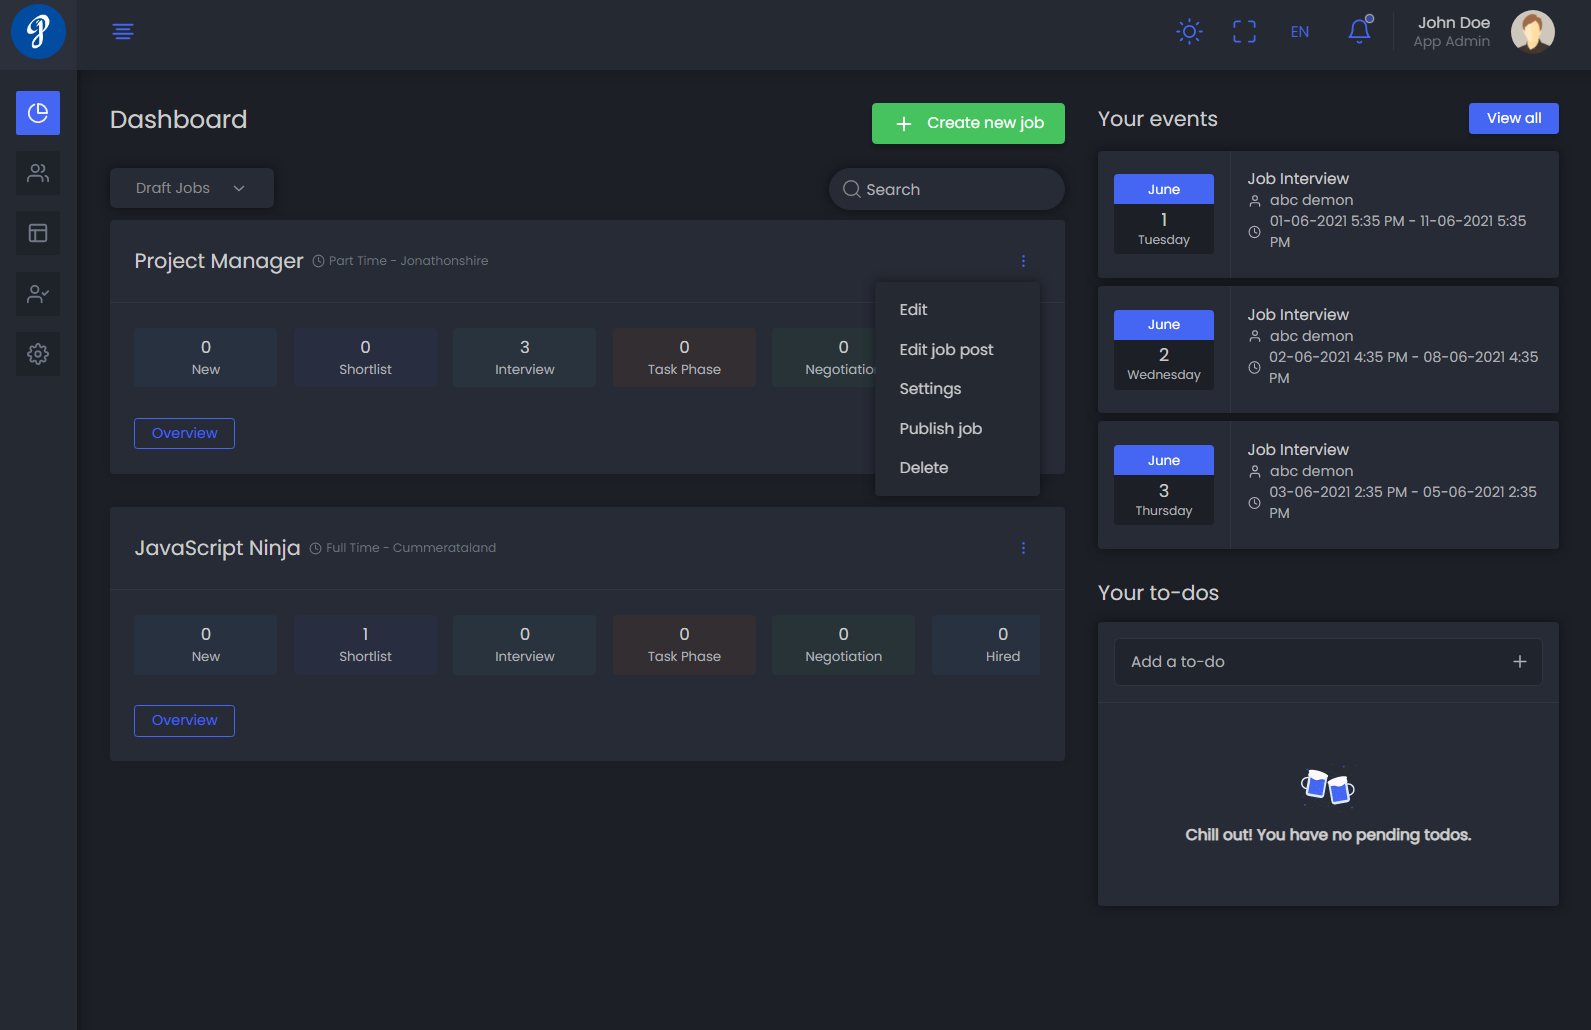 EN
John Doe
App Admin
Dashboard
Create new job
Draft Jobs
Search
Project Manager Part Time - Jonathonshire
0
New
0
Shortlist
3
Interview
0
Task Phase
0
Negotiatio
Edit
Edit job post
Settings
Publish job
Delete
Overview
JavaScript Ninja Full Time - Cummerataland
0
New
1
Shortlist
0
Interview
0
Task Phase
0
Negotiation
0
Hired
Overview
Your events
View all
June
1
Tuesday
Job Interview
abc demon
01-06-2021 5:35 PM - 11-06-2021 5:35
PM
June
2
Wednesday
Job Interview
abc demon
02-06-2021 4:35 PM - 08-06-2021 4:35
PM
June
3
Thursday
Job Interview
abc demon
03-06-2021 2:35 PM - 05-06-2021 2:35
PM
Your to-dos
Add a to-do
Chill out! You have no pending todos.